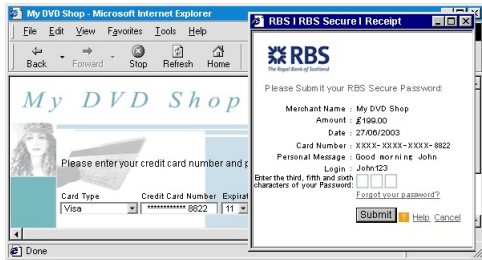 My DVD Shop - Microsoft Internet Explorer
File Edit View Favorites Tools Help
Back Forward Stop Refresh Home
My DVD Shop
Please enter your credit card number and p
Card Type Credit Card Number Expirat
Visa ************ 8822 11
Done
RBS | RBS Secure | Receipt
RBS
The Royal Bank of Scotland
Please Submit your RBS Secure Password:
Merchant Name : My DVD Shop
Amount : £199.00
Date : 27/06/2003
Card Number : XXXX-XXXX-XXXX-8822
Personal Message : Good morning John
Login : John123
Enter the third, fifth and sixth
characters of your Password:
Forgot your password?
Submit ? Help Cancel